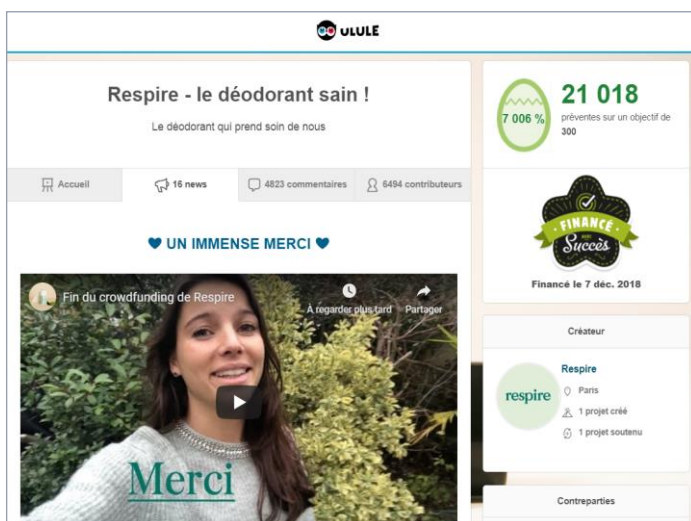 ULULE
Respire - le déodorant sain !
Le déodorant qui prend soin de nous
Accueil
16 news
4823 commentaires
6494 contributeurs
UN IMMENSE MERCI
Fin du crowdfunding de Respire
À regarder plus tard
Partager
Merci
7 006 %
21 018
préventes sur un objectif de
300
FINANCÉ
avec
Succès
Financé le 7 déc. 2018
Créateur
respire
Respire
Paris
1 projet créé
1 projet soutenu
Contreparties